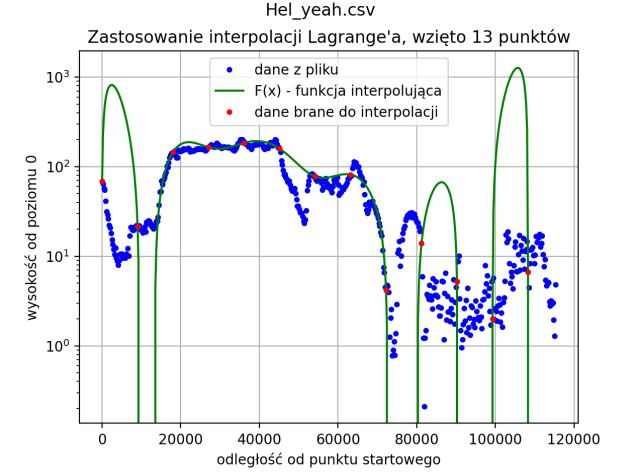 Hel_yeah.csv
Zastosowanie interpolacji Lagrange'a, wzięto 13 punktów
dane z pliku
F(x) - funkcja interpolująca
dane brane do interpolacji
wysokość od poziomu 0
10³
10²
10¹
10⁰
0 20000 40000 60000 80000 100000 120000
odległość od punktu startowego